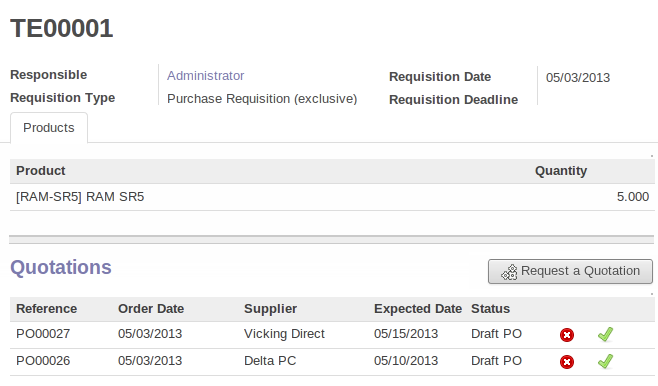 TE00001
Responsible Administrator Requisition Date 05/03/2013
Requisition Type Purchase Requisition (exclusive) Requisition Deadline
Products
Product Quantity
[RAM-SR5] RAM SR5 5.000
Quotations Request a Quotation
Reference Order Date Supplier Expected Date Status
PO00027 05/03/2013 Vicking Direct 05/15/2013 Draft PO
PO00026 05/03/2013 Delta PC 05/10/2013 Draft PO